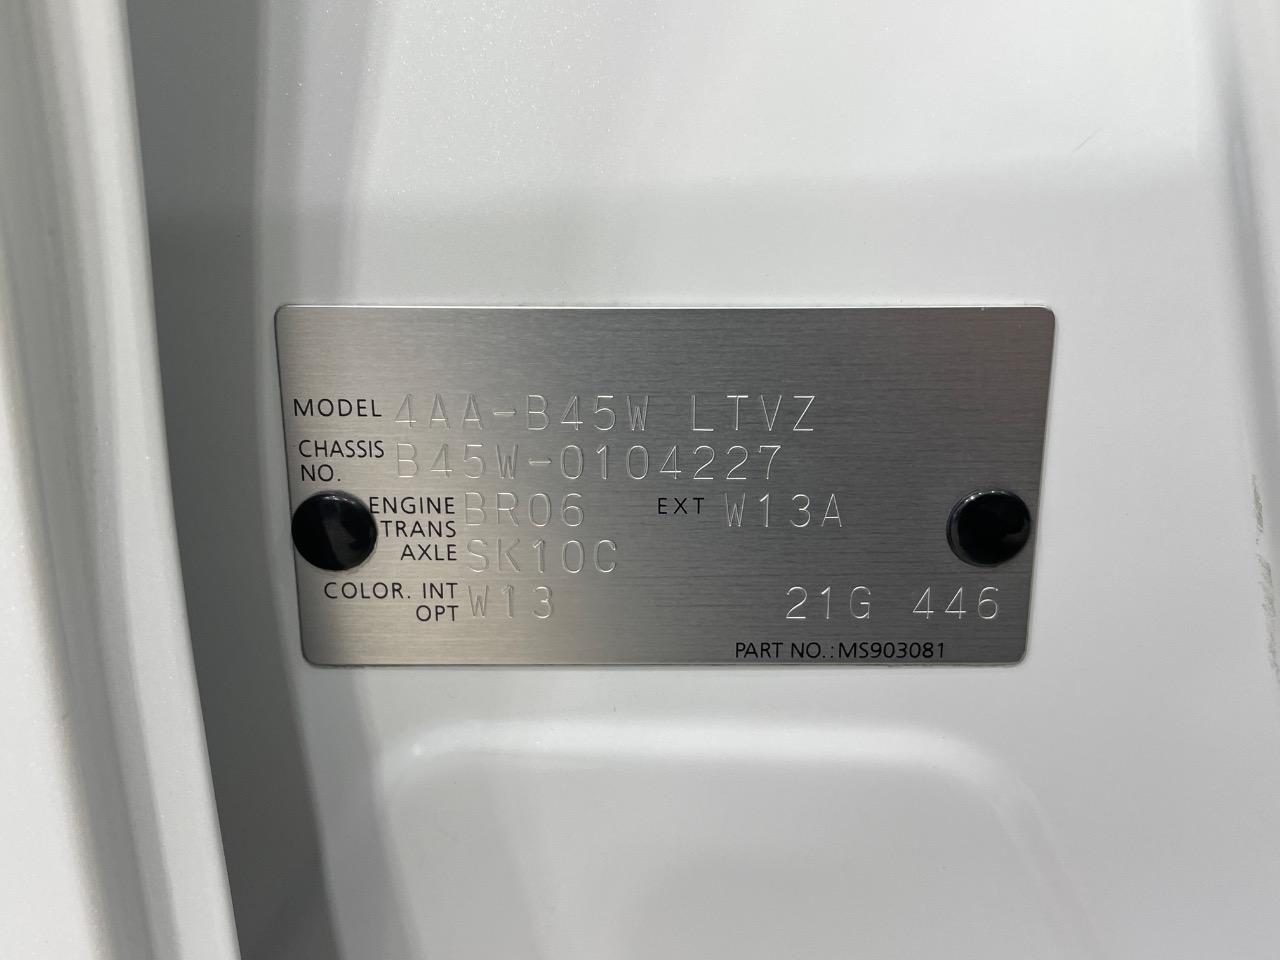 MODEL 4AA-B45W LTVZ
CHASSIS NO. B45W-0104227
ENGINE BR06 EXT W13A
TRANS AXLE SK10C
COLOR. INT OPT W13 21G 446
PART NO.:MS903081